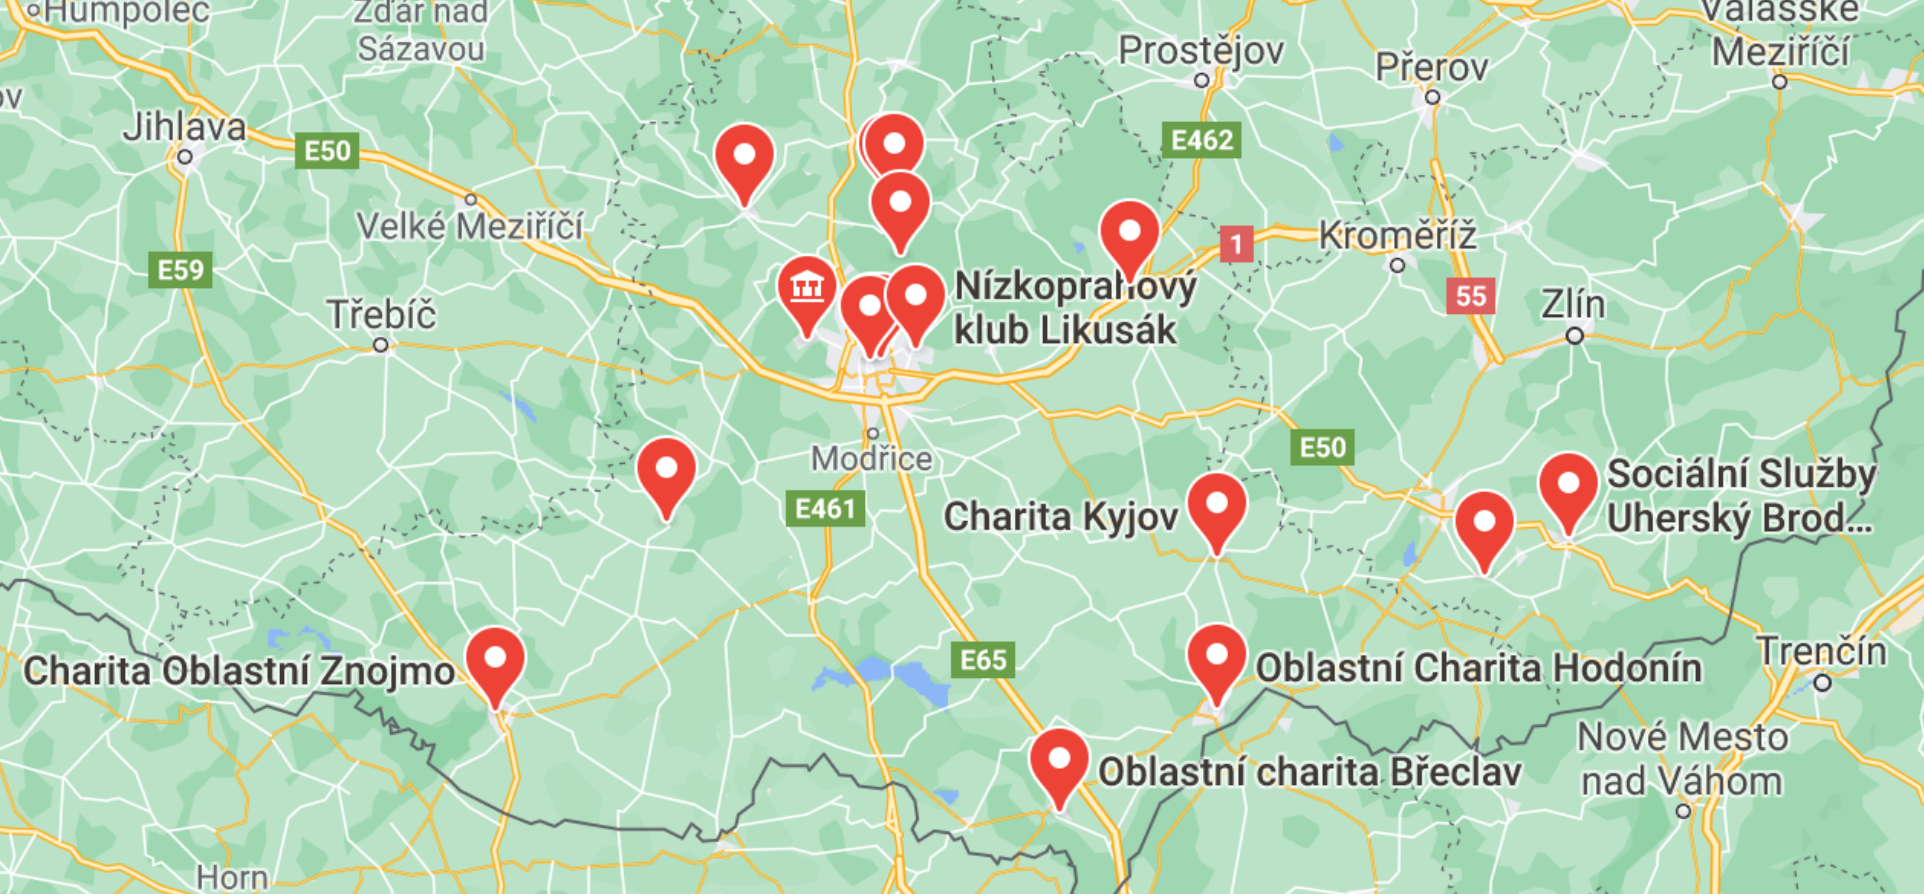 Humpolec
Žďár nad
Sázavou
Valašské
Meziříčí
Prostějov
Přerov
ov
Jihlava
E50
E462
Velké Meziříčí
1
Kroměříž
E59
Nízkoprahový
klub Likusák
55
Zlín
Třebíč
E50
Modřice
Sociální Služby
Uherský Brod...
E461
Charita Kyjov
Charita Oblastní Znojmo
E65
Oblastní Charita Hodonín
Trenčín
Nové Mesto
nad Váhom
Oblastní charita Břeclav
Horn